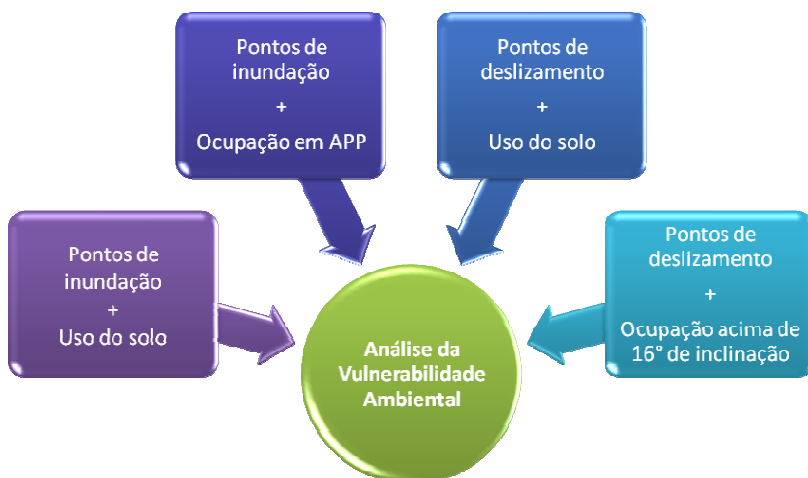 Pontos de
inundação
+
Ocupação em APP
Pontos de
deslizamento
+
Uso do solo
Pontos de
inundação
+
Uso do solo
Pontos de
deslizamento
+
Ocupação acima de
16° de inclinação
Análise da
Vulnerabilidade
Ambiental